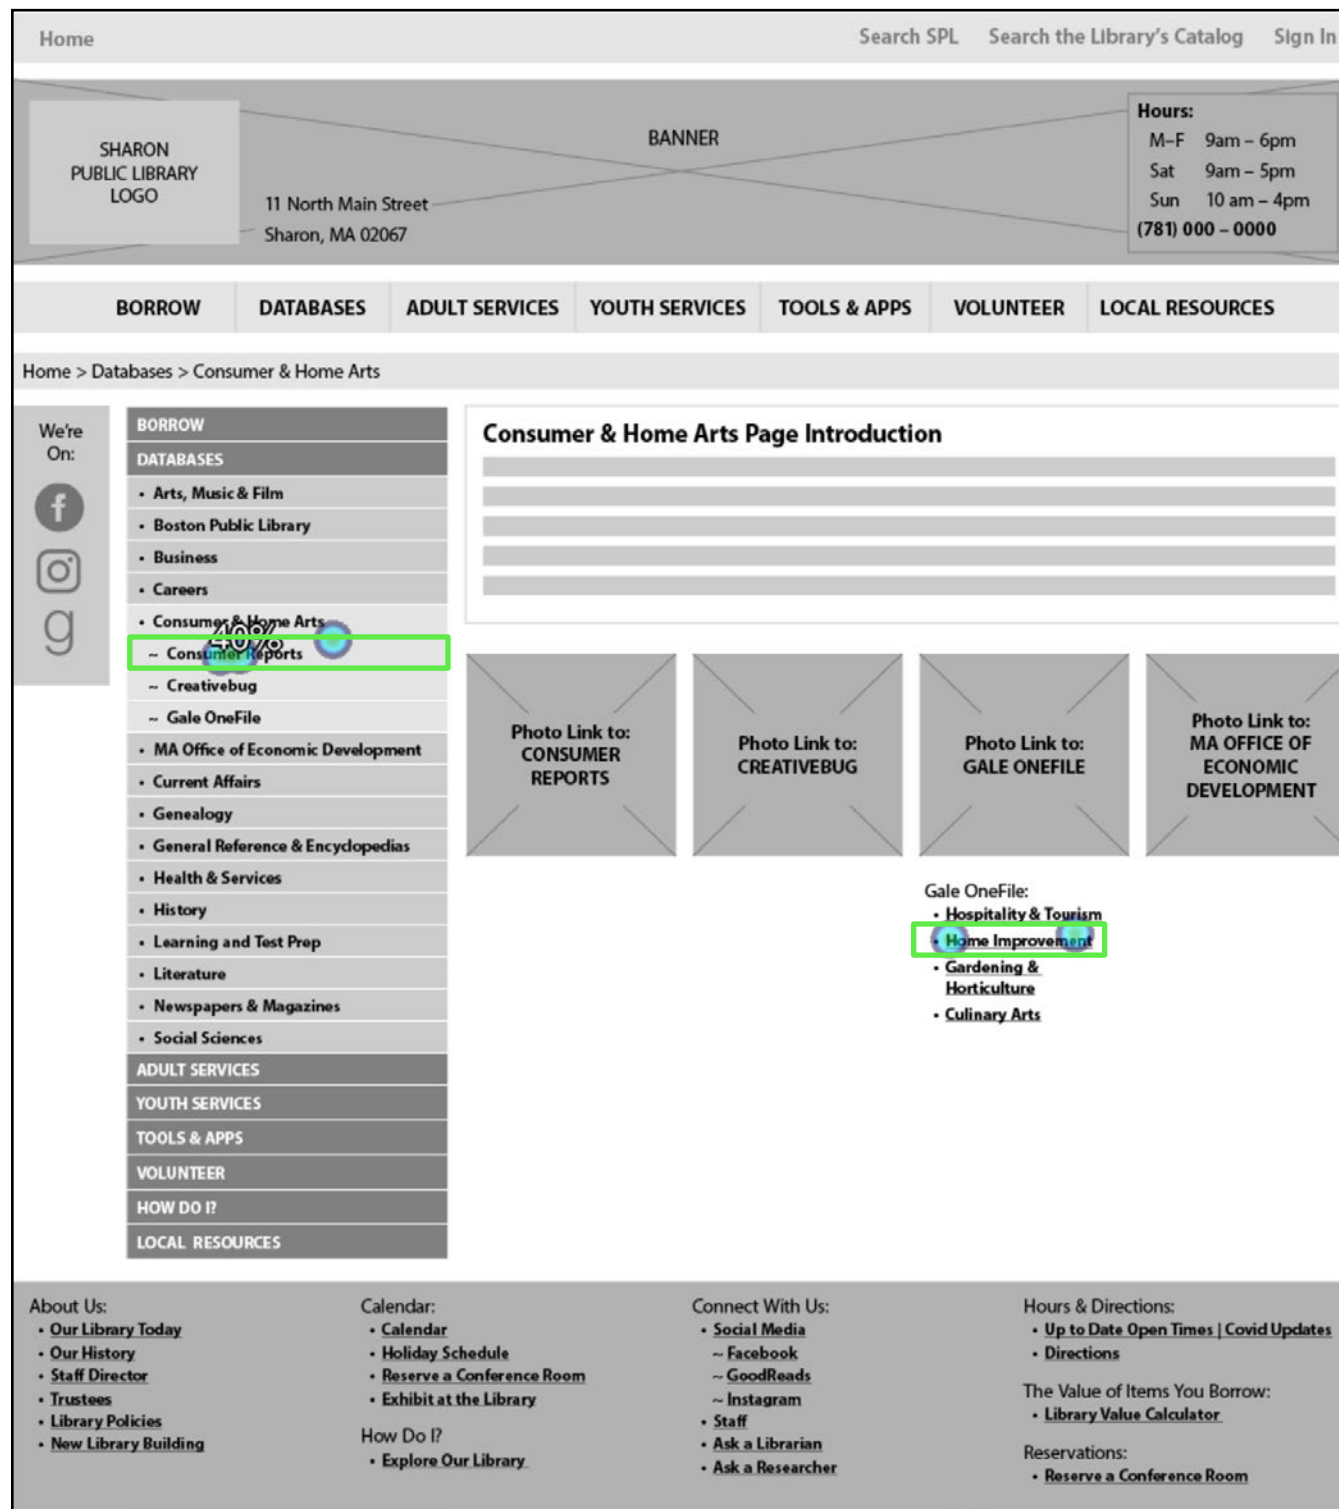 Home
Search SPL
Search the Library's Catalog
Sign In
SHARON
PUBLIC LIBRARY
LOGO
11 North Main Street
Sharon, MA 02067
BANNER
Hours:
M–F 9am – 6pm
Sat 9am – 5pm
Sun 10 am – 4pm
(781) 000 – 0000
BORROW
DATABASES
ADULT SERVICES
YOUTH SERVICES
TOOLS & APPS
VOLUNTEER
LOCAL RESOURCES
Home > Databases > Consumer & Home Arts
We're
On:
f
g
BORROW
DATABASES
• Arts, Music & Film
• Boston Public Library
• Business
• Careers
• Consumer & Home Arts
40%
~ Consumer Reports
~ Creativebug
~ Gale OneFile
• MA Office of Economic Development
• Current Affairs
• Genealogy
• General Reference & Encyclopedias
• Health & Services
• History
• Learning and Test Prep
• Literature
• Newspapers & Magazines
• Social Sciences
ADULT SERVICES
YOUTH SERVICES
TOOLS & APPS
VOLUNTEER
HOW DO I?
LOCAL RESOURCES
Consumer & Home Arts Page Introduction
Photo Link to:
CONSUMER
REPORTS
Photo Link to:
CREATIVEBUG
Photo Link to:
GALE ONEFILE
Photo Link to:
MA OFFICE OF
ECONOMIC
DEVELOPMENT
Gale OneFile:
• Hospitality & Tourism
• Home Improvement
• Gardening &
Horticulture
• Culinary Arts
About Us:
• Our Library Today
• Our History
• Staff Director
• Trustees
• Library Policies
• New Library Building
Calendar:
• Calendar
• Holiday Schedule
• Reserve a Conference Room
• Exhibit at the Library
How Do I?
• Explore Our Library
Connect With Us:
• Social Media
~ Facebook
~ GoodReads
~ Instagram
• Staff
• Ask a Librarian
• Ask a Researcher
Hours & Directions:
• Up to Date Open Times | Covid Updates
• Directions
The Value of Items You Borrow:
• Library Value Calculator
Reservations:
• Reserve a Conference Room